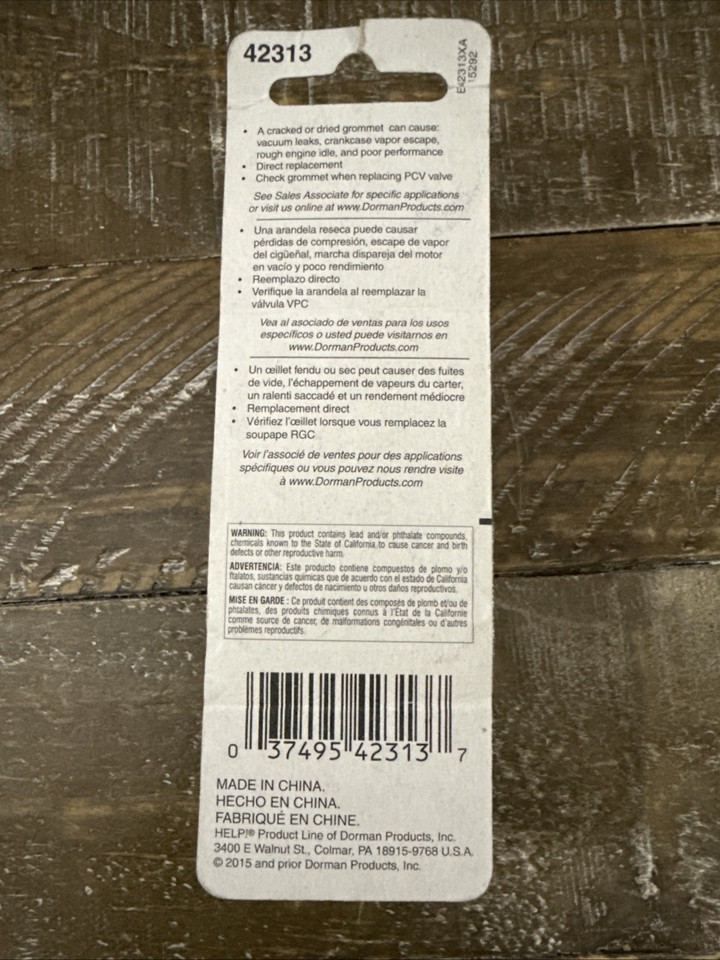 42313
E42313XA
15292
• A cracked or dried grommet can cause:
vacuum leaks, crankcase vapor escape,
rough engine idle, and poor performance
• Direct replacement
• Check grommet when replacing PCV valve
See Sales Associate for specific applications
or visit us online at www.DormanProducts.com
• Una arandela reseca puede causar
pérdidas de compresión, escape de vapor
del cigüeñal, marcha dispareja del motor
en vacío y poco rendimiento
• Reemplazo directo
• Verifique la arandela al reemplazar la
válvula VPC
Vea al asociado de ventas para los usos
específicos o usted puede visitarnos en
www.DormanProducts.com
• Un œillet fendu ou sec peut causer des fuites
de vide, l'échappement de vapeurs du carter,
un ralenti saccadé et un rendement médiocre
• Remplacement direct
• Vérifiez l'œillet lorsque vous remplacez la
soupape RGC
Voir l'associé de ventes pour des applications
spécifiques ou vous pouvez nous rendre visite
à www.DormanProducts.com
WARNING: This product contains lead and/or phthalate compounds,
chemicals known to the State of California to cause cancer and birth
defects or other reproductive harm.
ADVERTENCIA: Este producto contiene compuestos de plomo y/o
ftalatos, sustancias químicas que de acuerdo con el estado de California
causan cáncer y defectos de nacimiento u otros daños reproductivos.
MISE EN GARDE : Ce produit contient des composés de plomb et/ou de
phtalates, des produits chimiques connus à l'État de la Californie
comme source de cancer, de malformations congénitales ou d'autres
problèmes reproductifs.
0 37495 42313 7
MADE IN CHINA.
HECHO EN CHINA.
FABRIQUÉ EN CHINE.
HELP!® Product Line of Dorman Products, Inc.
3400 E Walnut St., Colmar, PA 18915-9768 U.S.A.
© 2015 and prior Dorman Products, Inc.